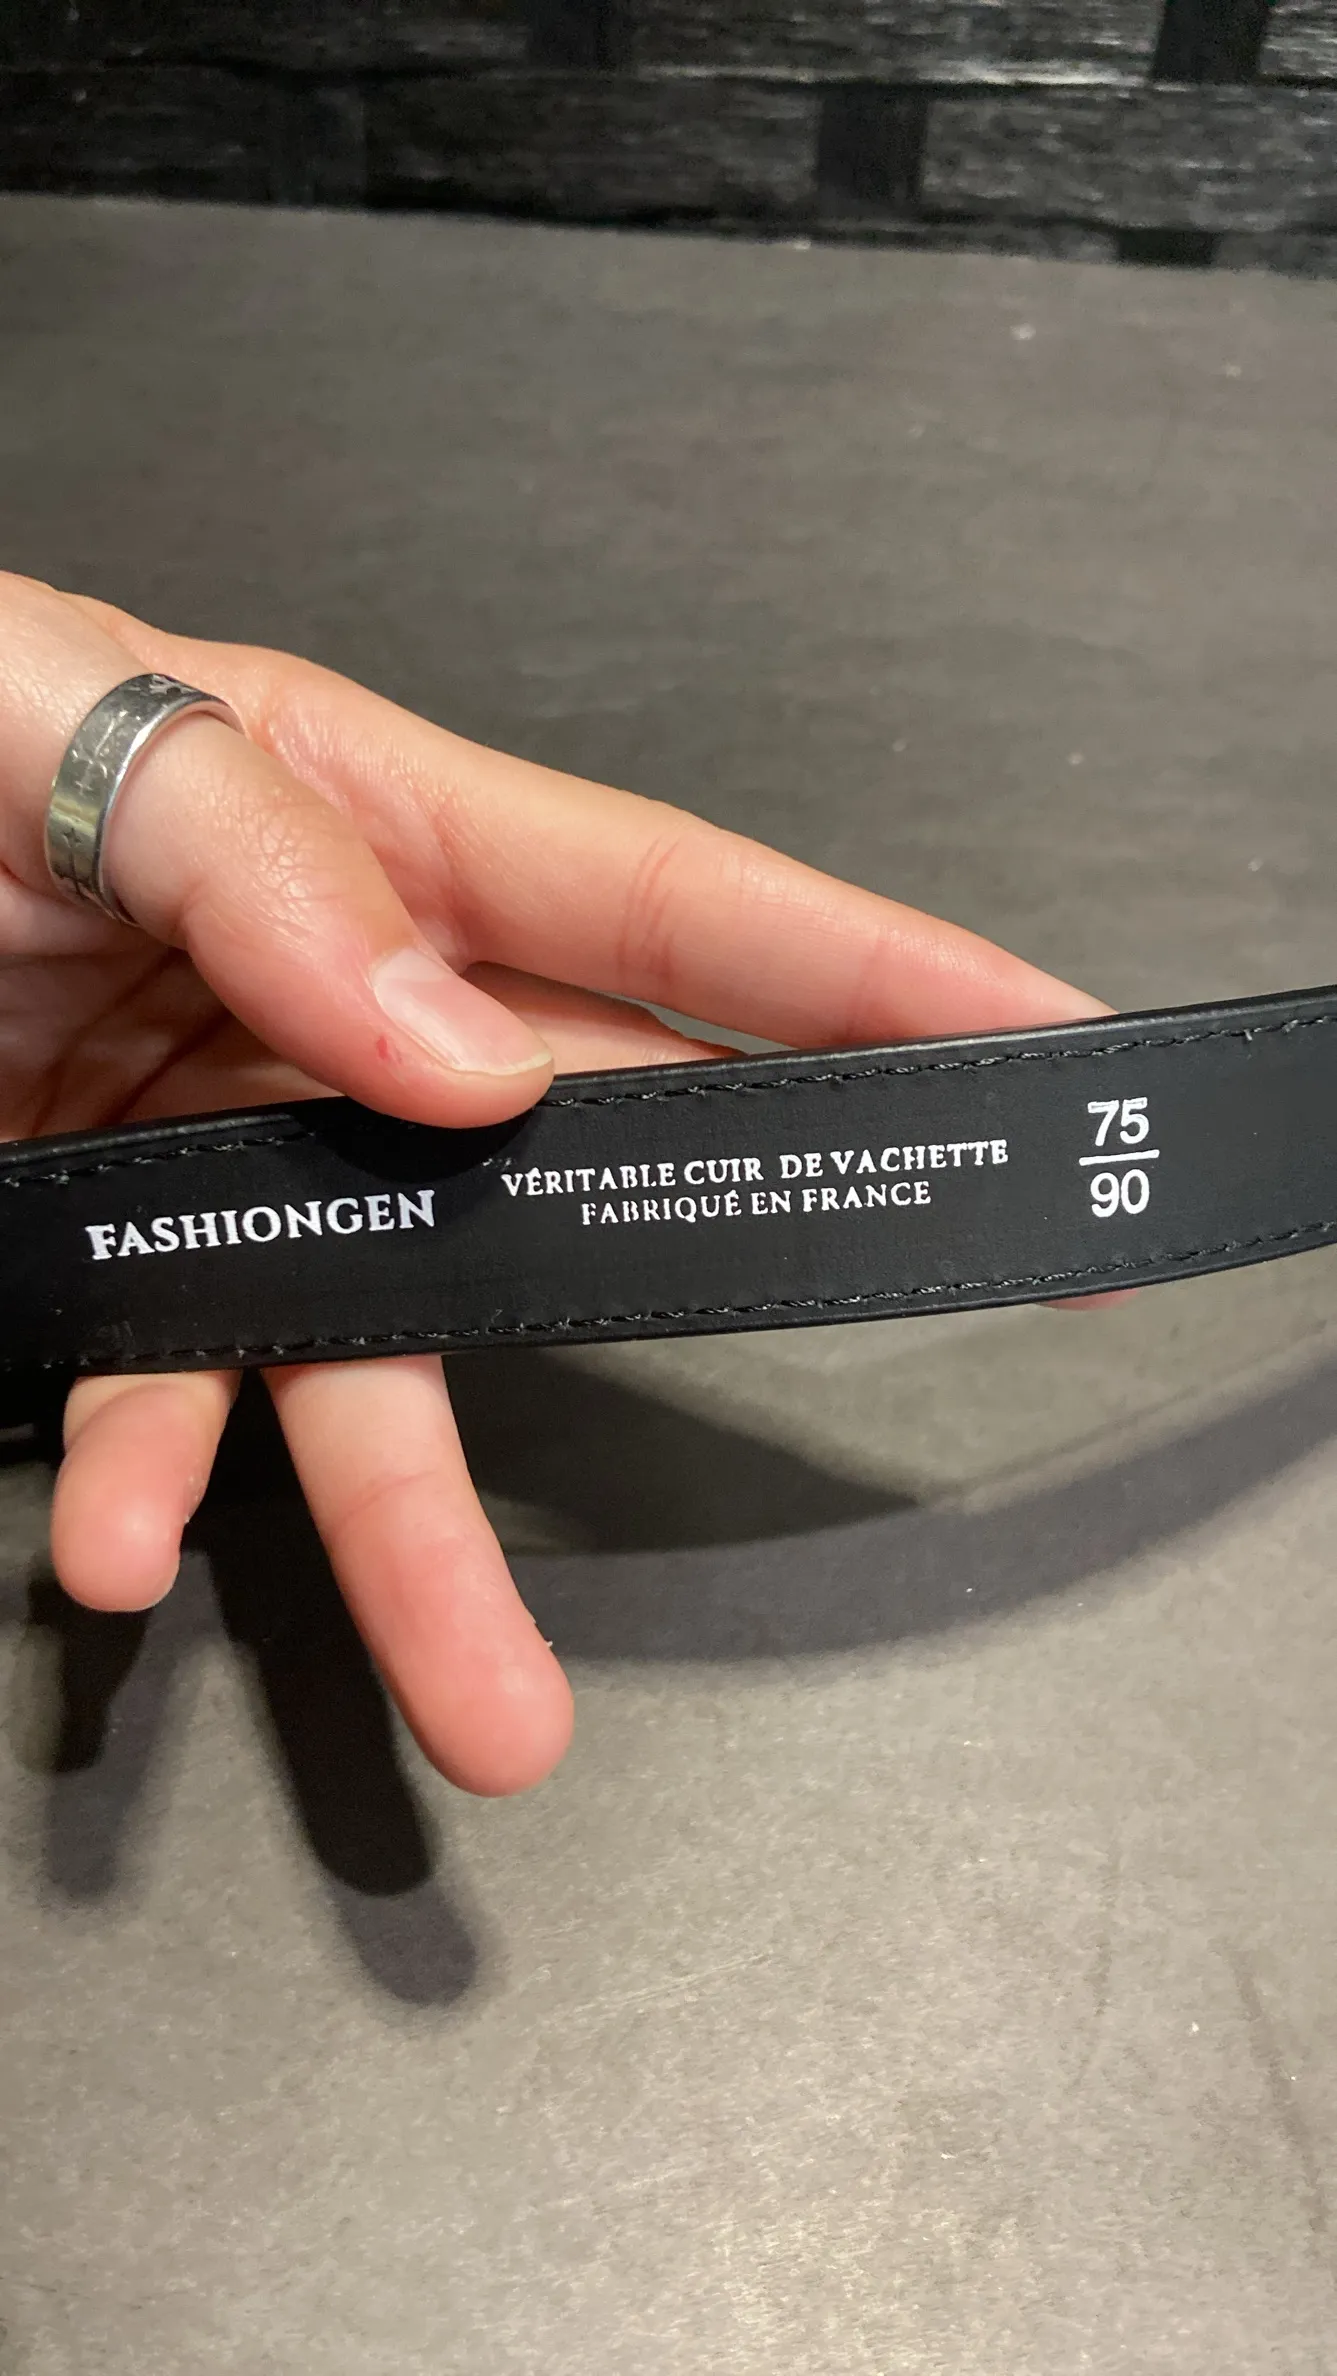 FASHIONGEN
VÉRITABLE CUIR DE VACHETTE
FABRIQUÉ EN FRANCE
75
90